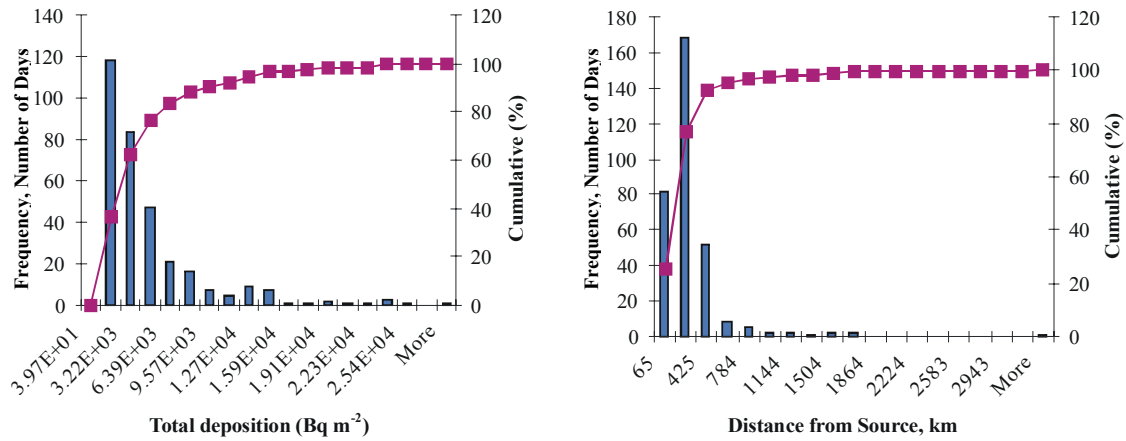 140
120
100
80
60
40
20
0
Frequency, Number of Days
120
100
80
60
40
20
0
Cumulative (%)
3.97E+01
3.22E+03
6.39E+03
9.57E+03
1.27E+04
1.59E+04
1.91E+04
2.23E+04
2.54E+04
More
Total deposition (Bq m⁻²)
180
160
140
120
100
80
60
40
20
0
Frequency, Number of Days
120
100
80
60
40
20
0
Cumulative (%)
65
425
784
1144
1504
1864
2224
2583
2943
More
Distance from Source, km